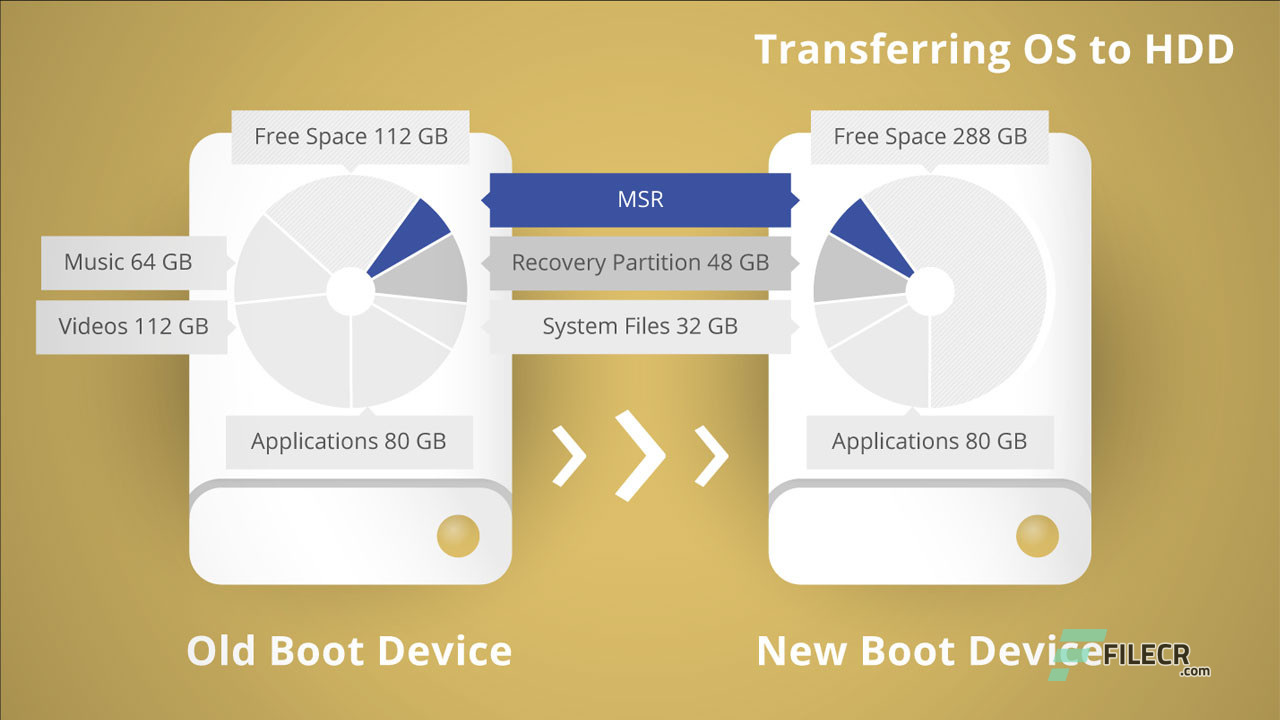 Transferring OS to HDD
Free Space 112 GB
Free Space 288 GB
MSR
Music 64 GB
Recovery Partition 48 GB
Videos 112 GB
System Files 32 GB
Applications 80 GB
Applications 80 GB
Old Boot Device
New Boot Device
FILECR
.com